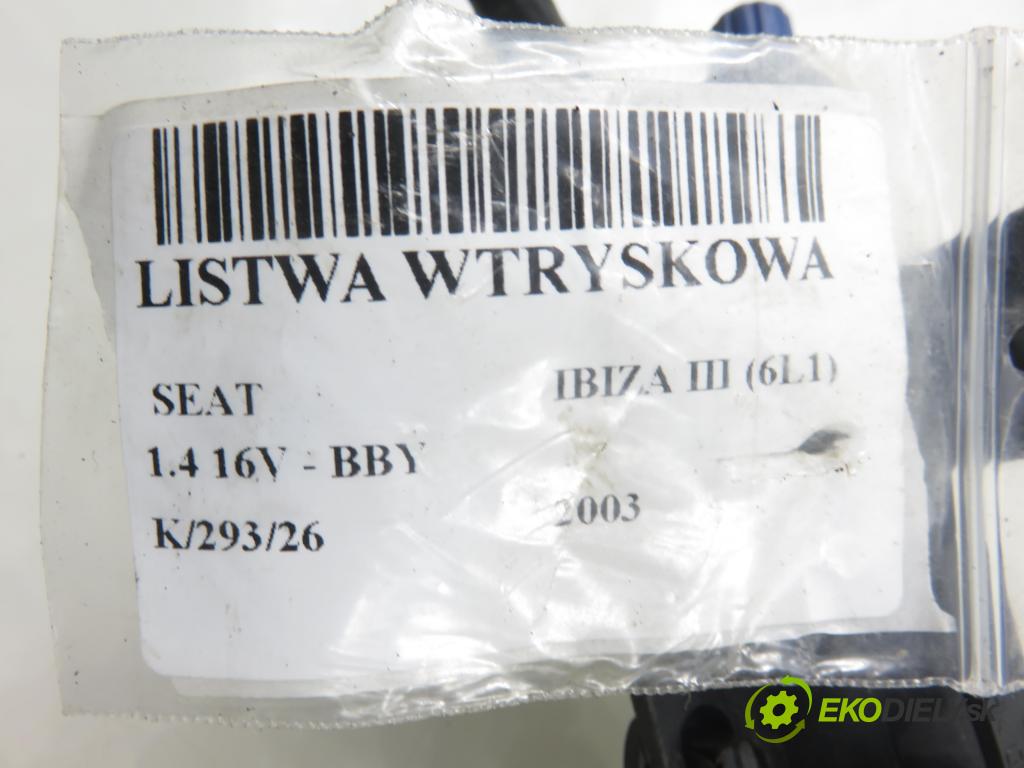 LISTWA WTRYSKOWA
SEAT IBIZA III (6L1)
1.4 16V - BBY
K/293/26 2003
EKODIELY.sk